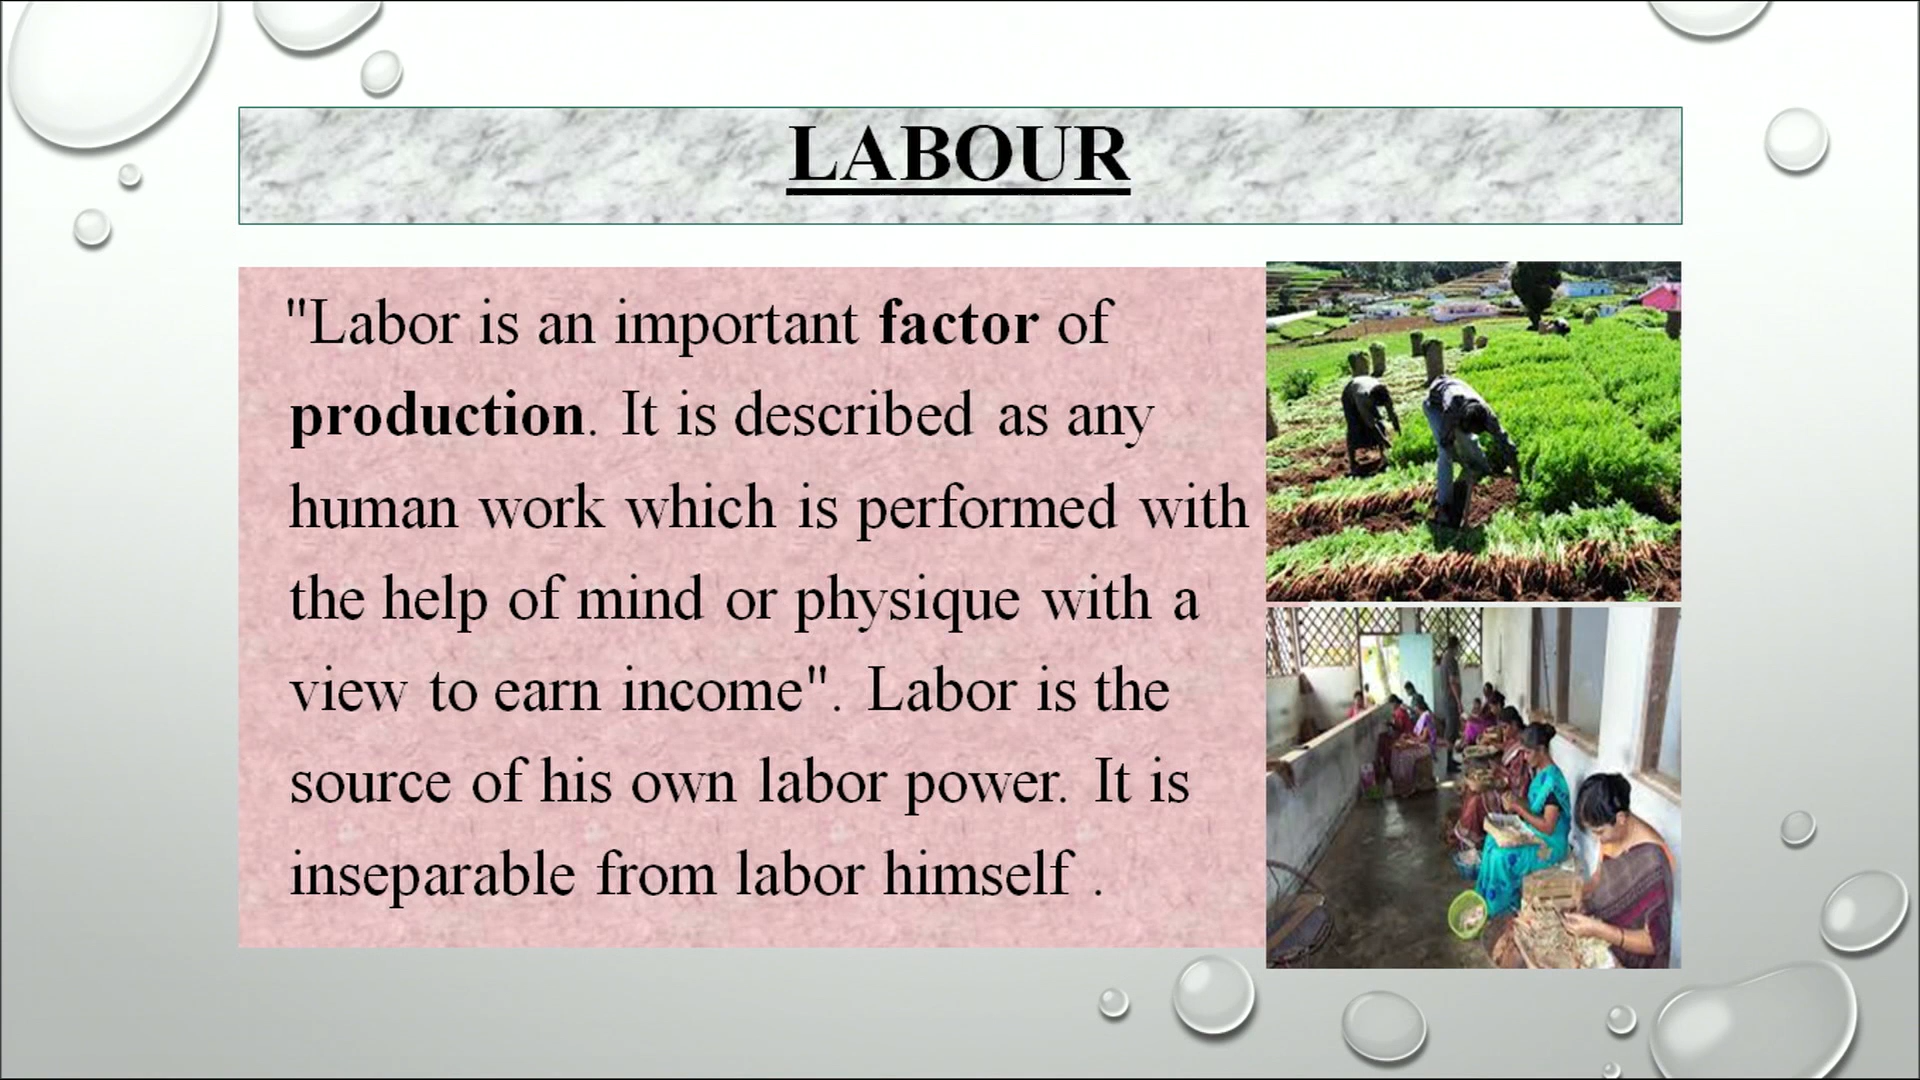 LABOUR
"Labor is an important factor of
production. It is described as any
human work which is performed with
the help of mind or physique with a
view to earn income". Labor is the
source of his own labor power. It is
inseparable from labor himself .